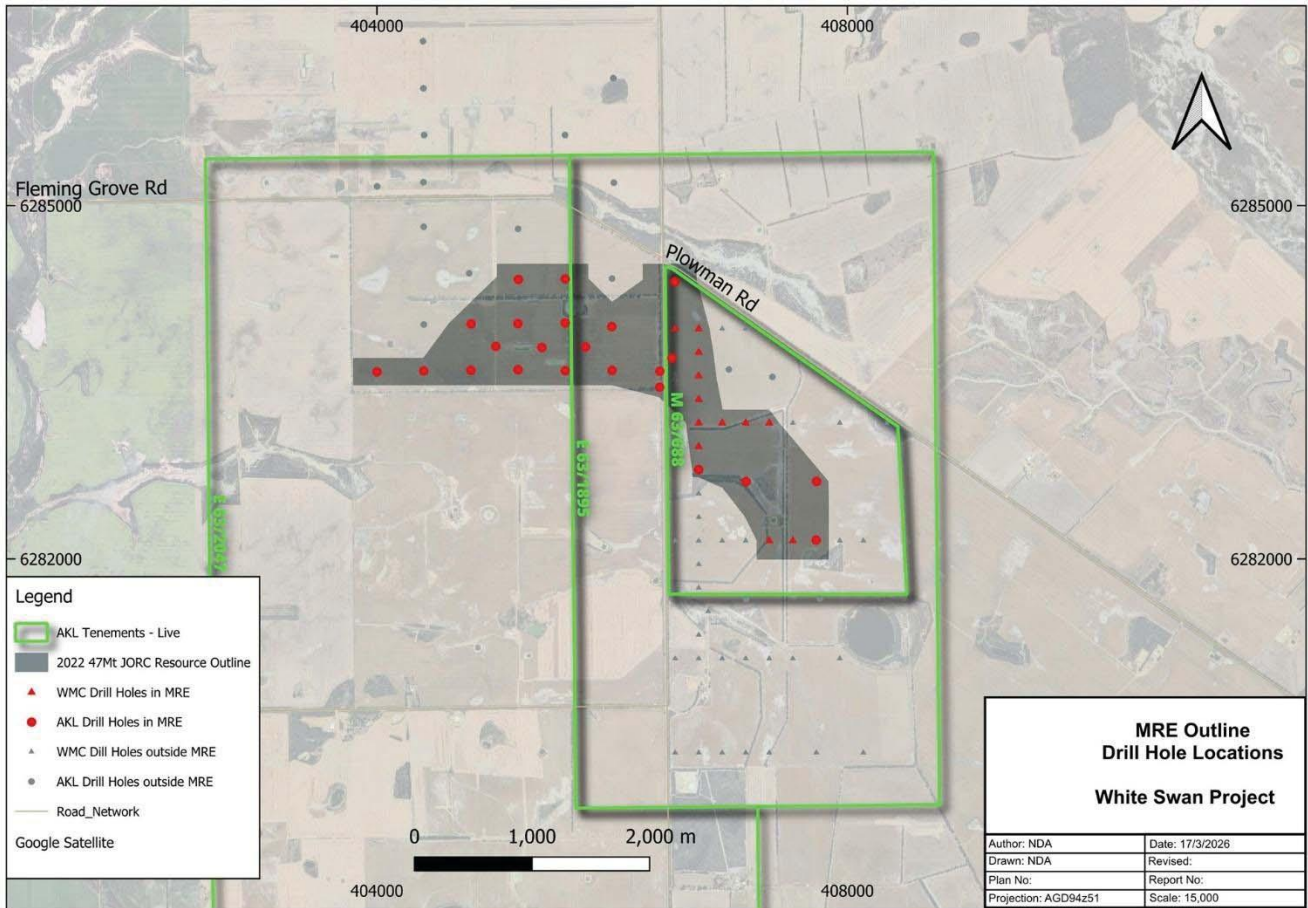 404000
408000
Fleming Grove Rd
6285000
6285000
Plowman Rd
M 63/688
E 63/1895
6282000
6282000
Legend
AKL Tenements - Live
2022 47Mt JORC Resource Outline
WMC Drill Holes in MRE
AKL Drill Holes in MRE
WMC Dill Holes outside MRE
AKL Drill Holes outside MRE
Road_Network
Google Satellite
0 1,000 2,000 m
404000
408000
MRE Outline
Drill Hole Locations
White Swan Project
Author: NDA Date: 17/3/2026
Drawn: NDA Revised:
Plan No: Report No:
Projection: AGD94z51 Scale: 15,000